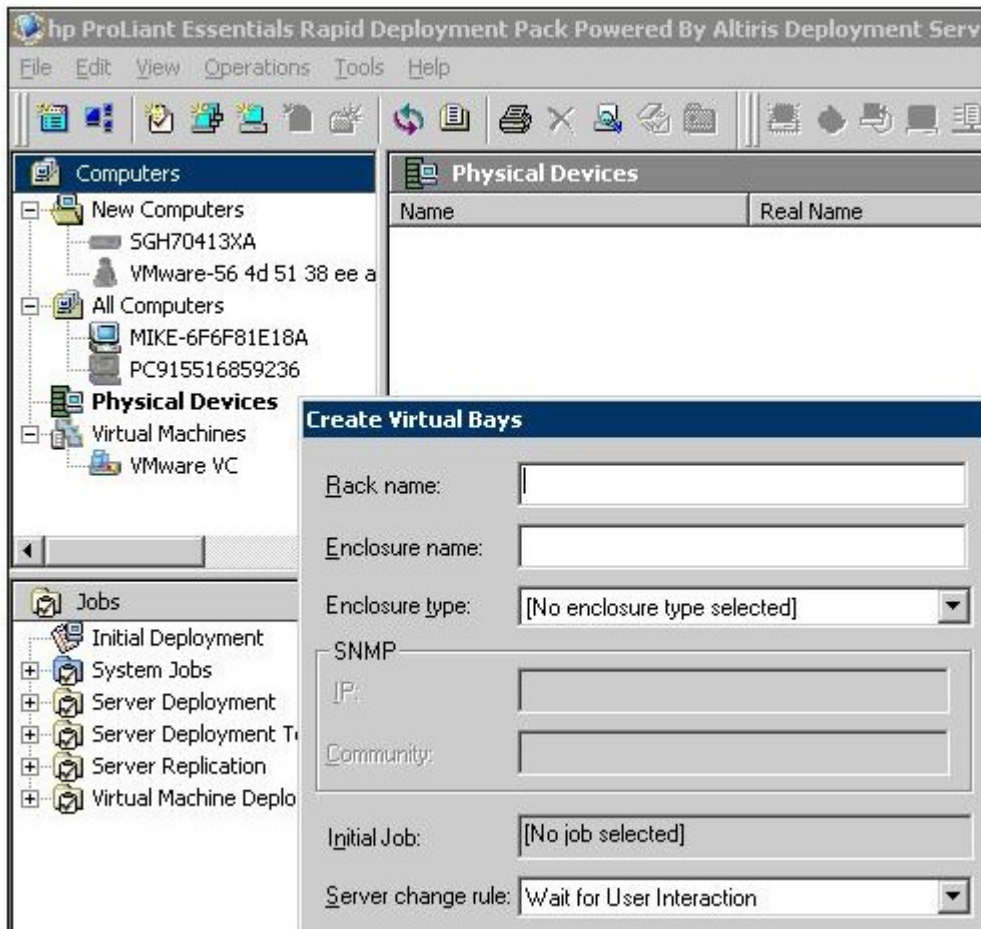 hp ProLiant Essentials Rapid Deployment Pack Powered By Altiris Deployment Serv
File Edit View Operations Tools Help
Computers
New Computers
SGH70413XA
VMware-56 4d 51 38 ee a
All Computers
MIKE-6F6F81E18A
PC915516859236
Physical Devices
Virtual Machines
VMware VC
Physical Devices
Name Real Name
Jobs
Initial Deployment
System Jobs
Server Deployment
Server Deployment T
Server Replication
Virtual Machine Deplo
Create Virtual Bays
Rack name:
Enclosure name:
Enclosure type: [No enclosure type selected]
SNMP
IP:
Community:
Initial Job: [No job selected]
Server change rule: Wait for User Interaction